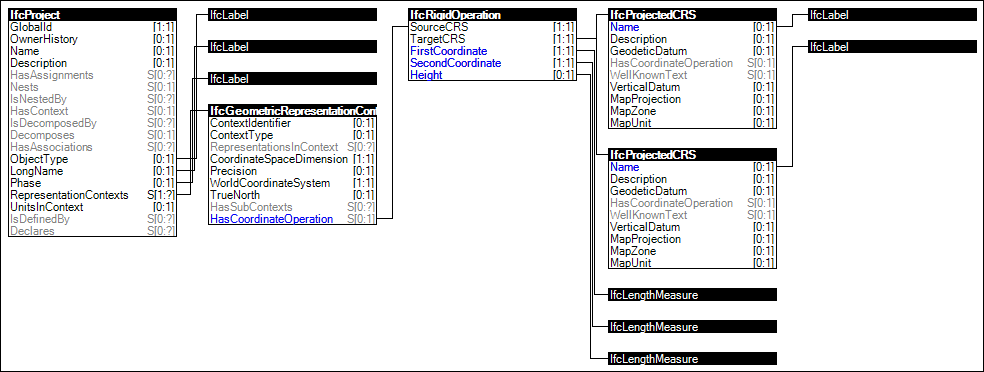 IfcProject
GlobalId [1:1]
OwnerHistory [0:1]
Name [0:1]
Description [0:1]
HasAssignments S[0:?]
Nests S[0:1]
IsNestedBy S[0:?]
HasContext S[0:1]
IsDecomposedBy S[0:?]
Decomposes S[0:1]
HasAssociations S[0:?]
ObjectType [0:1]
LongName [0:1]
Phase [0:1]
RepresentationContexts S[1:?]
UnitsInContext [0:1]
IsDefinedBy S[0:?]
Declares S[0:?]
IfcLabel
IfcLabel
IfcLabel
IfcGeometricRepresentationCont
ContextIdentifier [0:1]
ContextType [0:1]
RepresentationsInContext S[0:?]
CoordinateSpaceDimension [1:1]
Precision [0:1]
WorldCoordinateSystem [1:1]
TrueNorth [0:1]
HasSubContexts S[0:?]
HasCoordinateOperation S[0:1]
IfcRigidOperation
SourceCRS [1:1]
TargetCRS [1:1]
FirstCoordinate [1:1]
SecondCoordinate [1:1]
Height [0:1]
IfcProjectedCRS
Name [0:1]
Description [0:1]
GeodeticDatum [0:1]
HasCoordinateOperation S[0:1]
WellKnownText S[0:1]
VerticalDatum [0:1]
MapProjection [0:1]
MapZone [0:1]
MapUnit [0:1]
IfcProjectedCRS
Name [0:1]
Description [0:1]
GeodeticDatum [0:1]
HasCoordinateOperation S[0:1]
WellKnownText S[0:1]
VerticalDatum [0:1]
MapProjection [0:1]
MapZone [0:1]
MapUnit [0:1]
IfcLengthMeasure
IfcLengthMeasure
IfcLengthMeasure
IfcLabel
IfcLabel